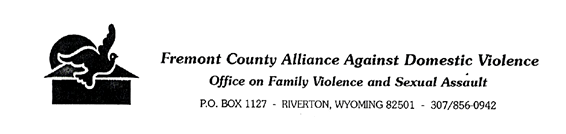 Fremont County Alliance Against Domestic Violence
Office on Family Violence and Sexual Assault
P.O. BOX 1127 - RIVERTON, WYOMING 82501 - 307/856-0942